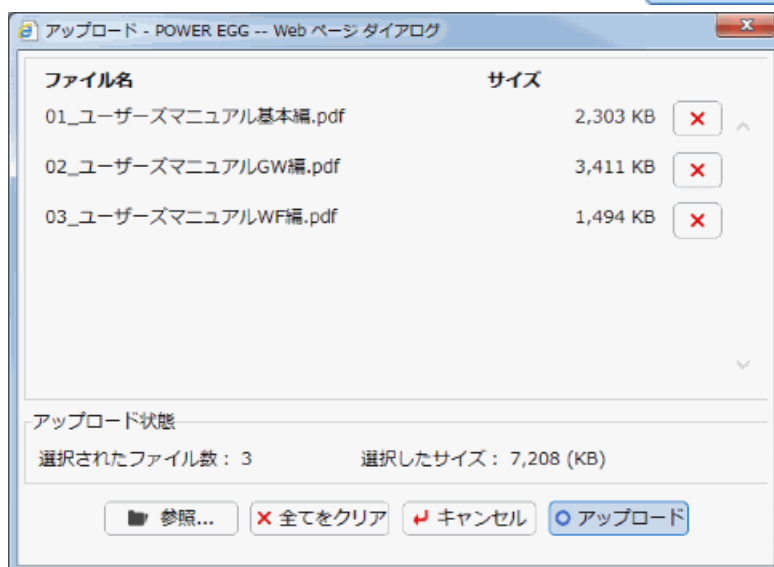 アップロード - POWER EGG -- Web ページ ダイアログ
ファイル名 サイズ
01_ユーザーズマニュアル基本編.pdf 2,303 KB
02_ユーザーズマニュアルGW編.pdf 3,411 KB
03_ユーザーズマニュアルWF編.pdf 1,494 KB
アップロード状態
選択されたファイル数： 3 選択したサイズ： 7,208 (KB)
参照... 全てをクリア キャンセル アップロード